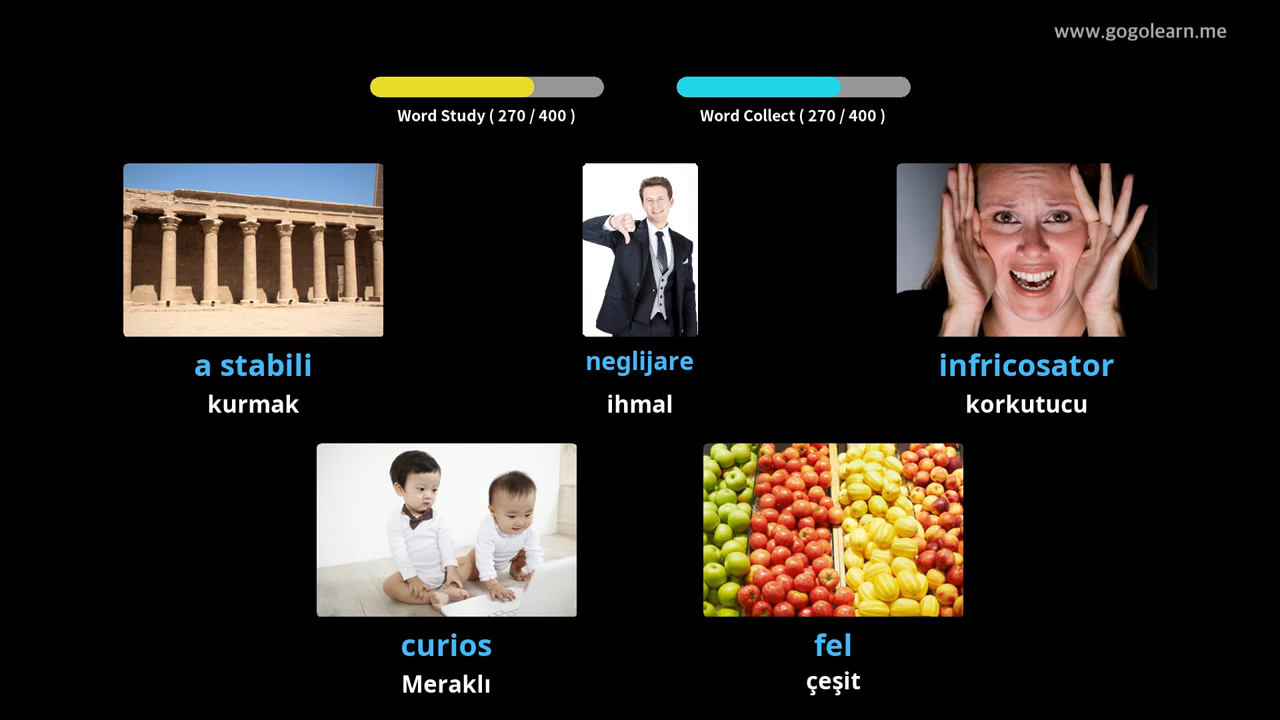 www.gogolearn.me
Word Study ( 270 / 400 )
Word Collect ( 270 / 400 )
a stabili
neglijare
infricosator
kurmak
ihmal
korkutucu
curios
fel
Meraklı
çeşit